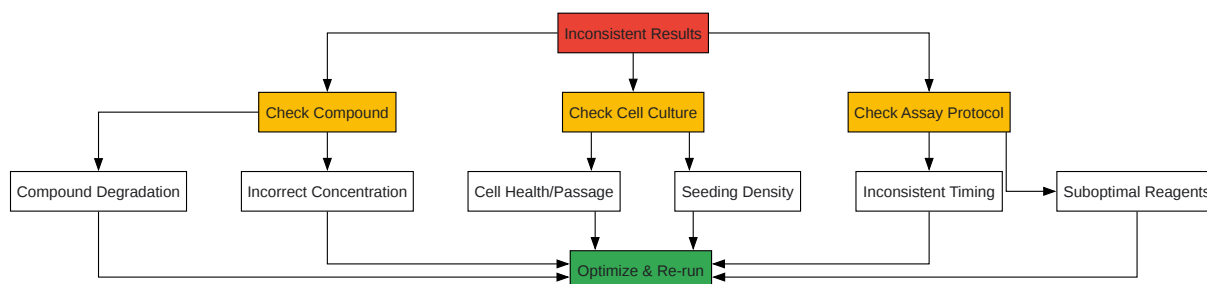 Inconsistent Results
Check Compound
Check Cell Culture
Check Assay Protocol
Compound Degradation
Incorrect Concentration
Cell Health/Passage
Seeding Density
Inconsistent Timing
Suboptimal Reagents
Optimize & Re-run